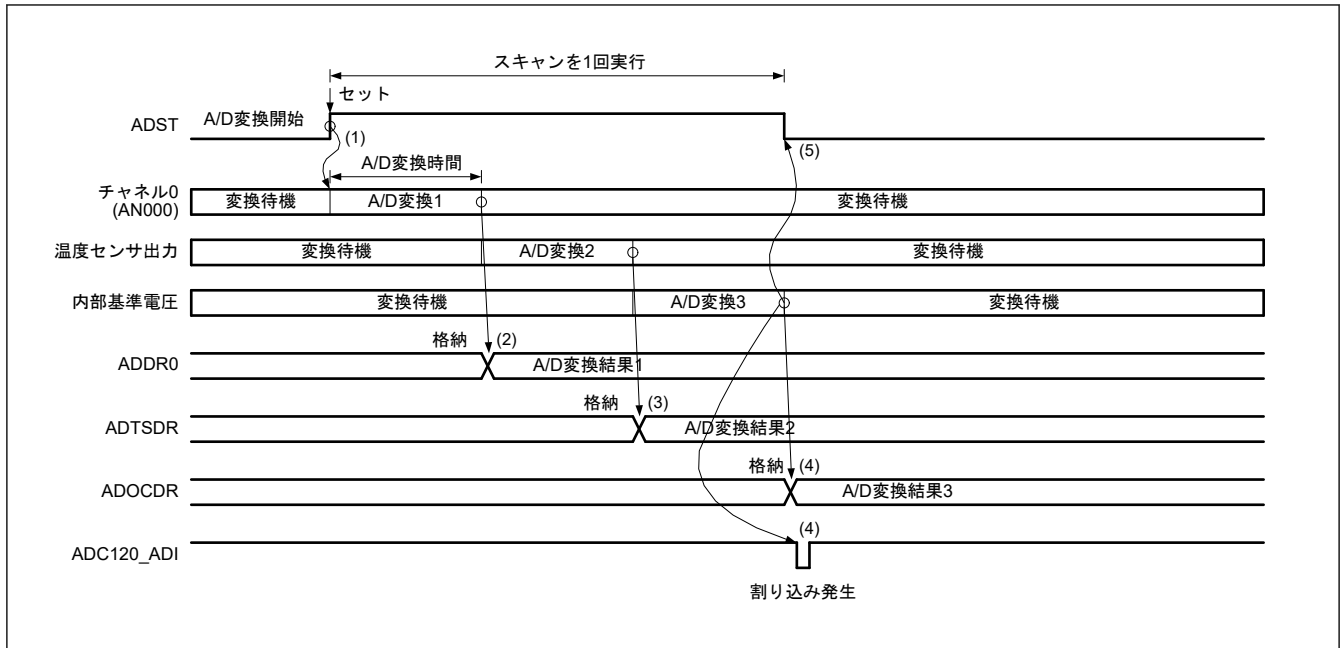 スキャンを1回実行
セット
ADST
A/D変換開始
(1)
(5)
A/D変換時間
チャネル0
(AN000)
変換待機
A/D変換1
変換待機
温度センサ出力
変換待機
A/D変換2
変換待機
内部基準電圧
変換待機
A/D変換3
変換待機
格納
(2)
ADDR0
A/D変換結果1
格納
(3)
ADTSDR
A/D変換結果2
格納
(4)
ADOCDR
A/D変換結果3
(4)
ADC120_ADI
割り込み発生